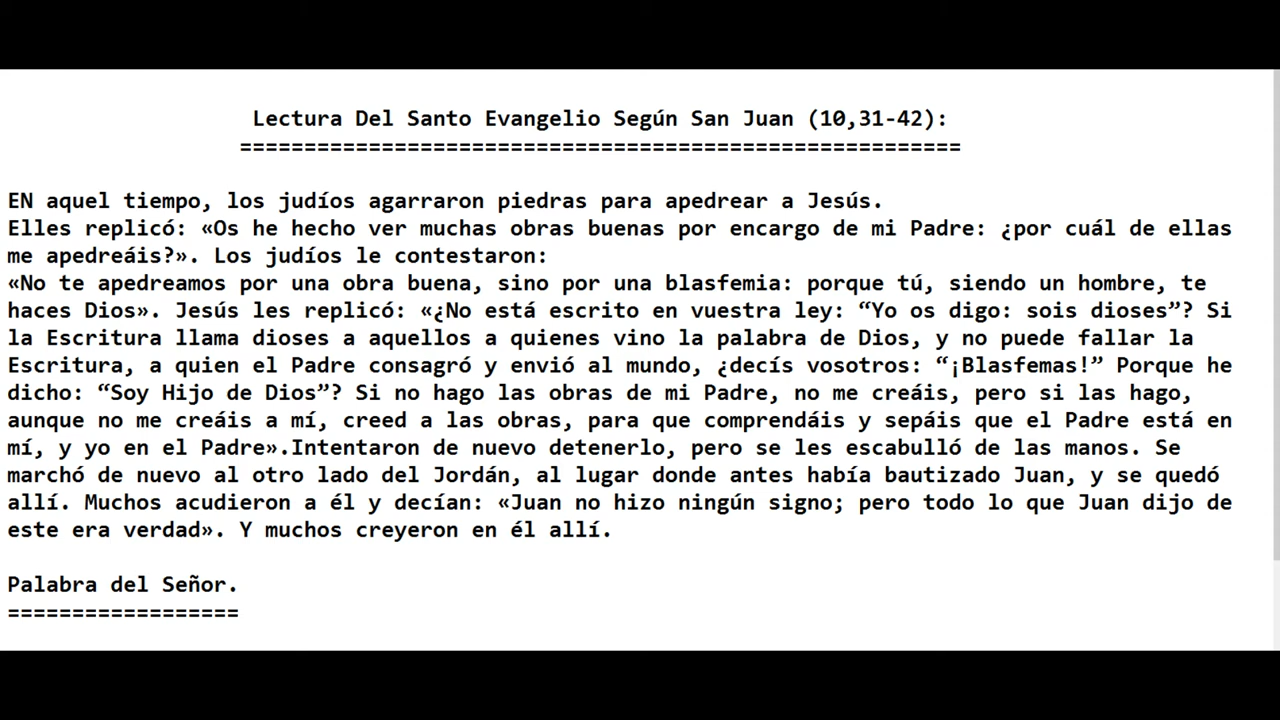 Lectura Del Santo Evangelio Según San Juan (10,31-42):
========================================================
EN aquel tiempo, los judíos agarraron piedras para apedrear a Jesús.
Elles replicó: «Os he hecho ver muchas obras buenas por encargo de mi Padre: ¿por cuál de ellas
me apedreáis?». Los judíos le contestaron:
«No te apedreamos por una obra buena, sino por una blasfemia: porque tú, siendo un hombre, te
haces Dios». Jesús les replicó: «¿No está escrito en vuestra ley: “Yo os digo: sois dioses”? Si
la Escritura llama dioses a aquellos a quienes vino la palabra de Dios, y no puede fallar la
Escritura, a quien el Padre consagró y envió al mundo, ¿decís vosotros: “¡Blasfemas!” Porque he
dicho: “Soy Hijo de Dios”? Si no hago las obras de mi Padre, no me creáis, pero si las hago,
aunque no me creáis a mí, creed a las obras, para que comprendáis y sepáis que el Padre está en
mí, y yo en el Padre».Intentaron de nuevo detenerlo, pero se les escabulló de las manos. Se
marchó de nuevo al otro lado del Jordán, al lugar donde antes había bautizado Juan, y se quedó
allí. Muchos acudieron a él y decían: «Juan no hizo ningún signo; pero todo lo que Juan dijo de
este era verdad». Y muchos creyeron en él allí.
Palabra del Señor.
==================